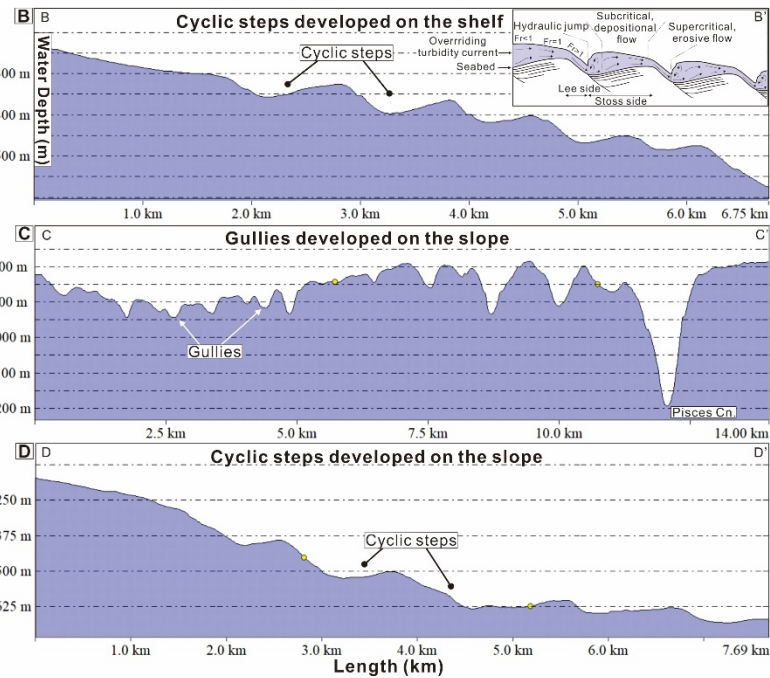 B
B
Cyclic steps developed on the shelf
B'
Cyclic steps
Water Depth (m)
Hydraulic jump
Subcritical,
depositional
flow
Supercritical,
erosive flow
Fr<1
Fr=1
Fr>1
Overrriding
turbidity current
Seabed
Lee side
Stoss side
1.0 km
2.0 km
3.0 km
4.0 km
5.0 km
6.0 km
6.75 km
C
C
Gullies developed on the slope
C'
Gullies
Pisces Cn.
2.5 km
5.0 km
7.5 km
10.0 km
14.00 km
D
D
Cyclic steps developed on the slope
D'
Cyclic steps
250 m
375 m
500 m
525 m
1.0 km
2.0 km
3.0 km
4.0 km
5.0 km
6.0 km
7.69 km
Length (km)